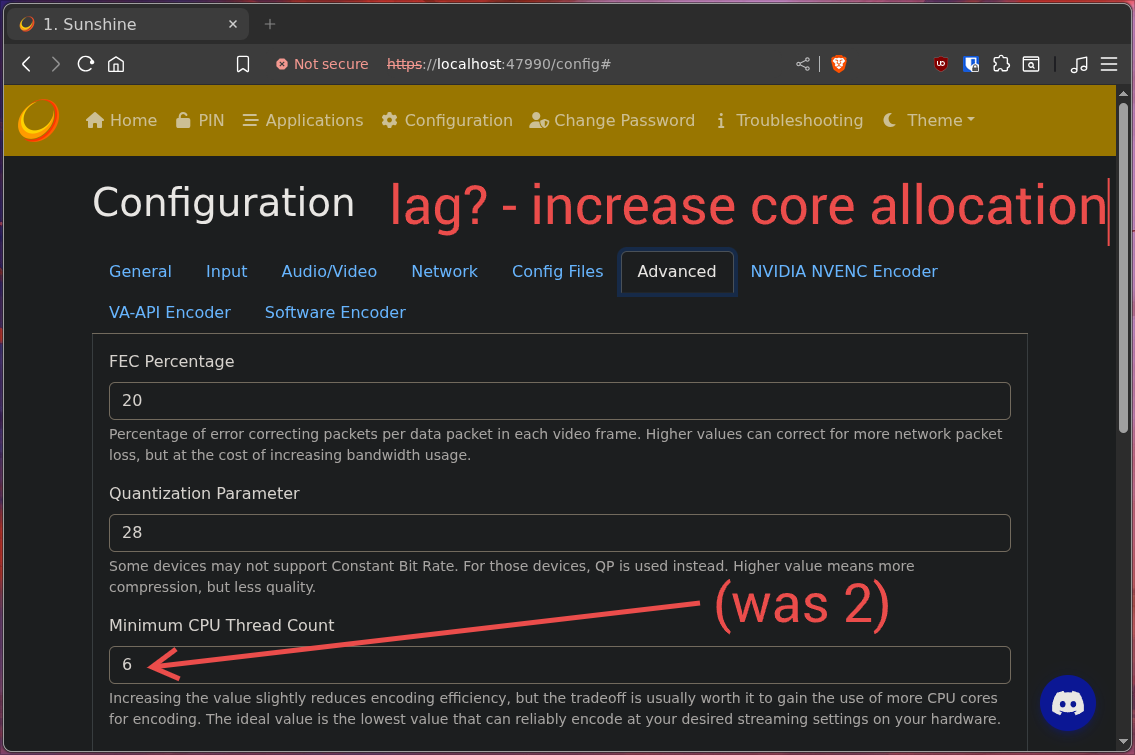 1. Sunshine
Not secure https://localhost:47990/config#
Home PIN Applications Configuration Change Password Troubleshooting Theme
Configuration lag? - increase core allocation
General Input Audio/Video Network Config Files Advanced NVIDIA NVENC Encoder
VA-API Encoder Software Encoder
FEC Percentage
20
Percentage of error correcting packets per data packet in each video frame. Higher values can correct for more network packet
loss, but at the cost of increasing bandwidth usage.
Quantization Parameter
28
Some devices may not support Constant Bit Rate. For those devices, QP is used instead. Higher value means more
compression, but less quality.
(was 2)
Minimum CPU Thread Count
6
Increasing the value slightly reduces encoding efficiency, but the tradeoff is usually worth it to gain the use of more CPU cores
for encoding. The ideal value is the lowest value that can reliably encode at your desired streaming settings on your hardware.